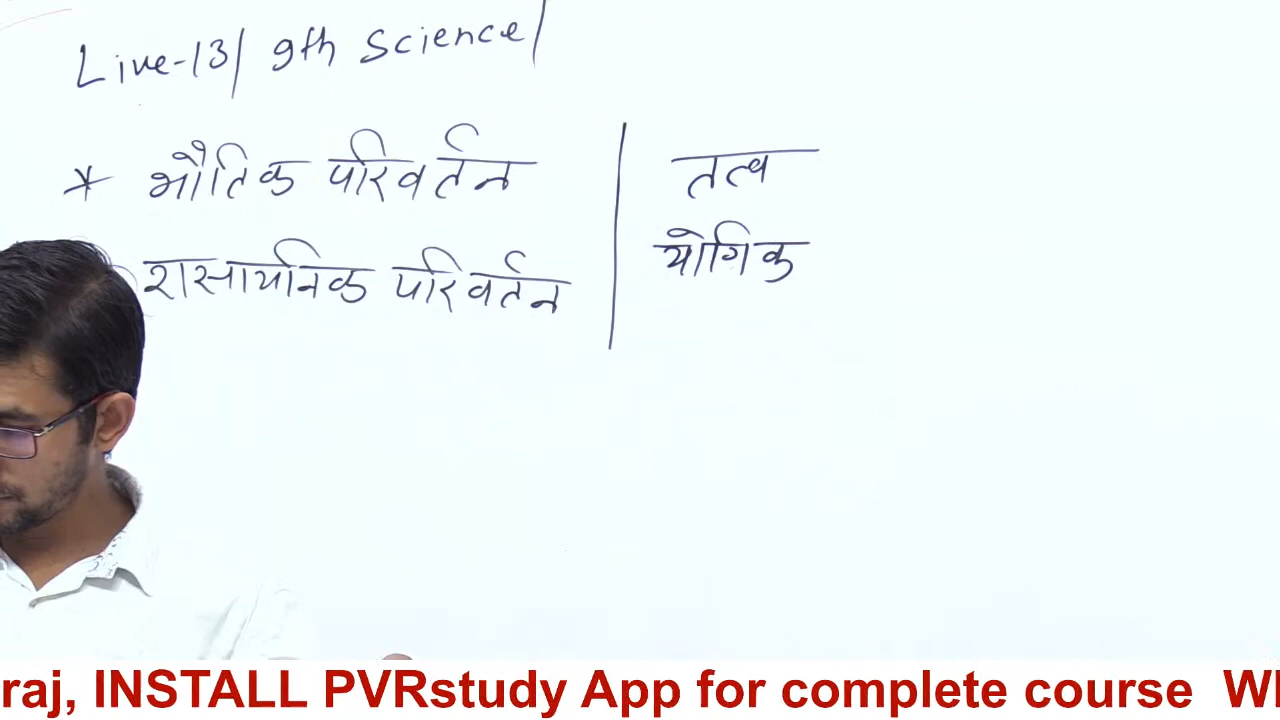 Live-13/ 9th Science/
* भौतिक परिवर्तन
रासायनिक परिवर्तन
तत्व
योगिक
raj, INSTALL PVRstudy App for complete course